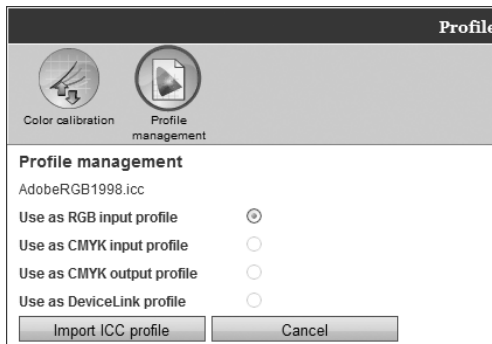 Profile
Color calibration
Profile
management
Profile management
AdobeRGB1998.icc
Use as RGB input profile
Use as CMYK input profile
Use as CMYK output profile
Use as DeviceLink profile
Import ICC profile
Cancel